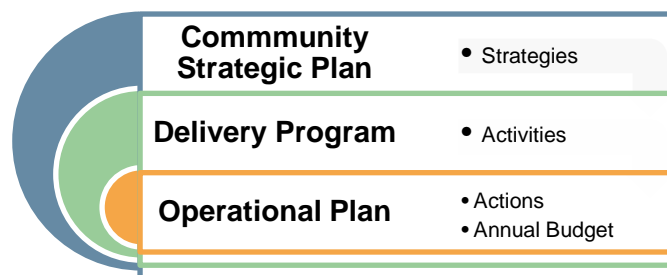 Commmunity
Strategic Plan
• Strategies
Delivery Program
• Activities
Operational Plan
• Actions
• Annual Budget